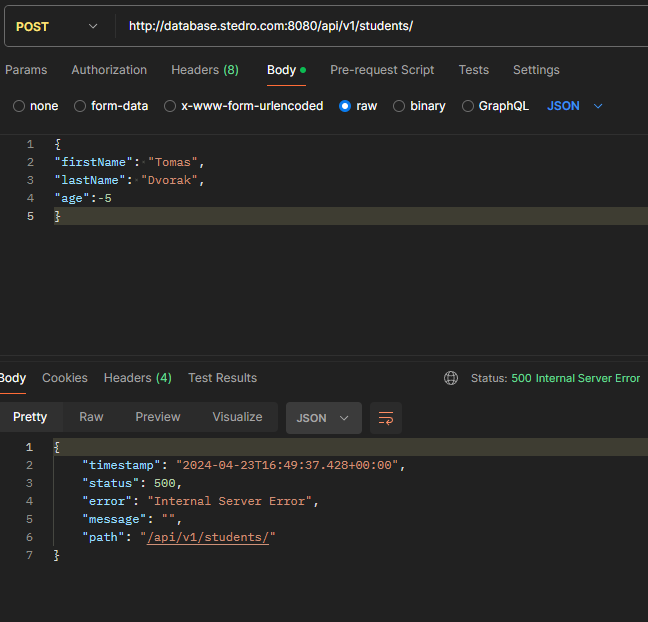 POST http://database.stedro.com:8080/api/v1/students/
Params Authorization Headers (8) Body Pre-request Script Tests Settings
none form-data x-www-form-urlencoded raw binary GraphQL JSON
1 {
2 "firstName": "Tomas",
3 "lastName": "Dvorak",
4 "age":-5
5 }
Body Cookies Headers (4) Test Results Status: 500 Internal Server Error
Pretty Raw Preview Visualize JSON
1 {
2 "timestamp": "2024-04-23T16:49:37.428+00:00",
3 "status": 500,
4 "error": "Internal Server Error",
5 "message": "",
6 "path": "/api/v1/students/"
7 }